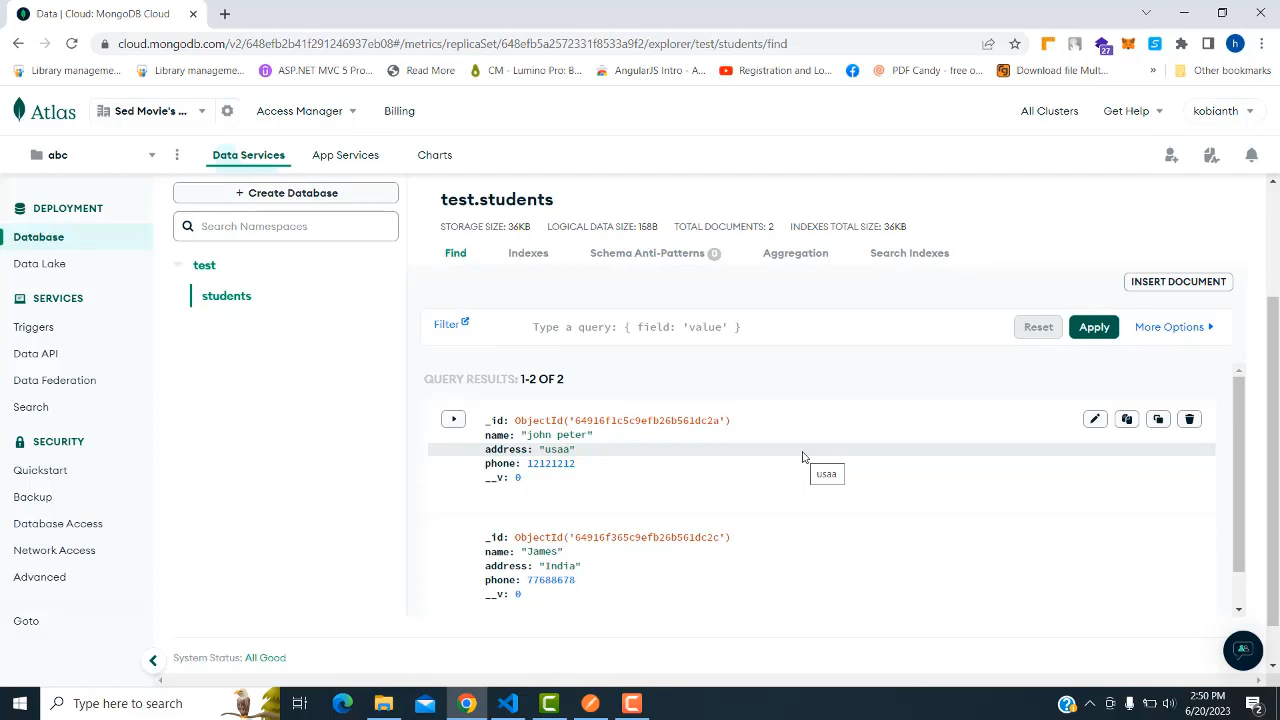 Data | Cloud: MongoDB Cloud
cloud.mongodb.com/v2/648efb2b41f291246937cb08#/metrics/replicaSet/648efbb5a2572331f8533a8f2/explorer/test/students/find
Library manageme...
Library manageme...
ASP.NET MVC 5 Pro...
Read More
CM - Lumino Pro: B...
AngularJS Intro - A...
Registration and Lo...
PDF Candy - free o...
Download file Mult...
»
Other bookmarks
27
h
Atlas
Sed Movie's ...
Access Manager
Billing
All Clusters
Get Help
kobianth
abc
Data Services
App Services
Charts
DEPLOYMENT
Database
Data Lake
SERVICES
Triggers
Data API
Data Federation
Search
SECURITY
Quickstart
Backup
Database Access
Network Access
Advanced
Goto
+ Create Database
Search Namespaces
test
students
test.students
STORAGE SIZE: 36KB LOGICAL DATA SIZE: 158B TOTAL DOCUMENTS: 2 INDEXES TOTAL SIZE: 36KB
Find Indexes Schema Anti-Patterns 0 Aggregation Search Indexes
INSERT DOCUMENT
Filter
Type a query: { field: 'value' }
Reset
Apply
More Options
QUERY RESULTS: 1-2 OF 2
_id: ObjectId('64916f1c5c9efb26b561dc2a')
name: "john peter"
address: "usaa"
phone: 12121212
__v: 0
usaa
_id: ObjectId('64916f365c9efb26b561dc2c')
name: "James"
address: "India"
phone: 77688678
__v: 0
System Status: All Good
Type here to search
2:50 PM
6/20/2023
2